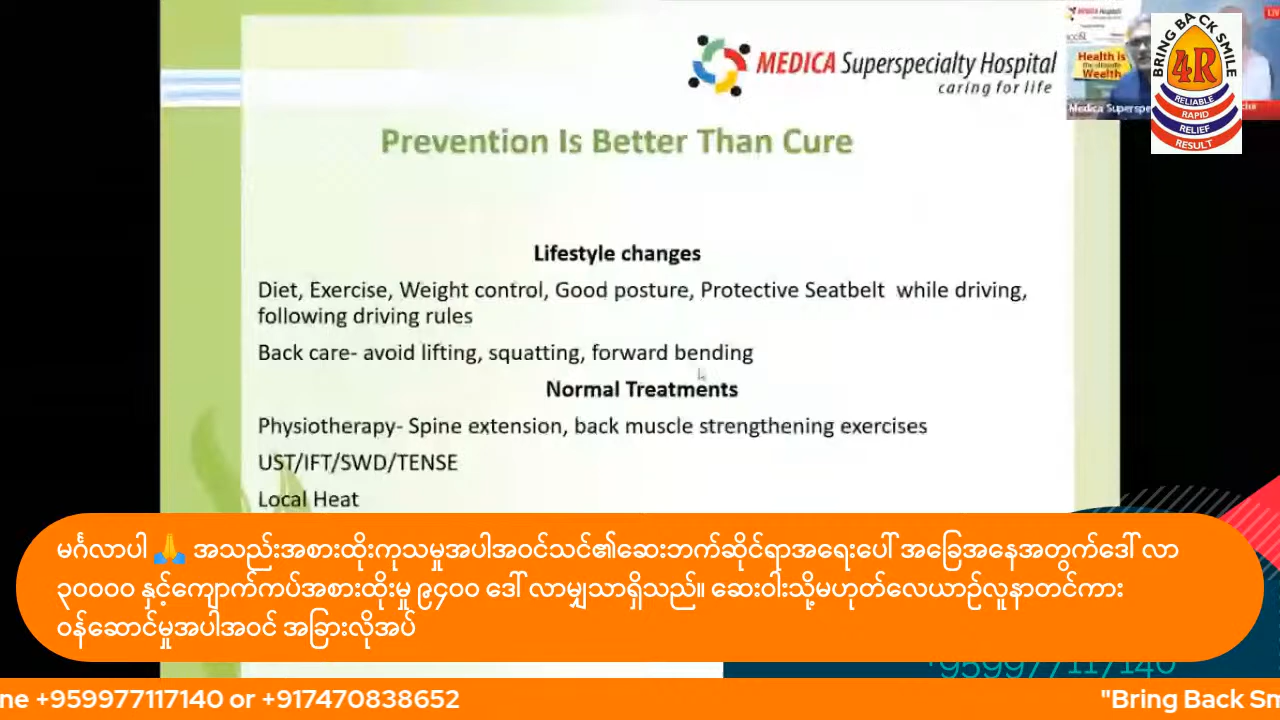 MEDICA Superspecialty Hospital
caring for life
Health is
the ultimate
Wealth
Medica Superspe
BRING BACK SMILE
4R
RELIABLE
RAPID
RELIEF
RESULT
Prevention Is Better Than Cure
Lifestyle changes
Diet, Exercise, Weight control, Good posture, Protective Seatbelt while driving,
following driving rules
Back care- avoid lifting, squatting, forward bending
Normal Treatments
Physiotherapy- Spine extension, back muscle strengthening exercises
UST/IFT/SWD/TENSE
Local Heat
မင်္ဂလာပါ 🙏 အသည်းအစားထိုးကုသမှုအပါအဝင်သင်၏ဆေးဘက်ဆိုင်ရာအရေးပေါ် အခြေအနေအတွက်ဒေါ် လာ
၃၀၀၀၀ နှင့်ကျောက်ကပ်အစားထိုးမှု ၉၄၀၀ ဒေါ် လာမျှသာရှိသည်။ ဆေးဝါးသို့မဟုတ်လေယာဉ်လူနာတင်ကား
ဝန်ဆောင်မှုအပါအဝင် အခြားလိုအပ်
+959977117140
ne +959977117140 or +917470838652
"Bring Back Sm